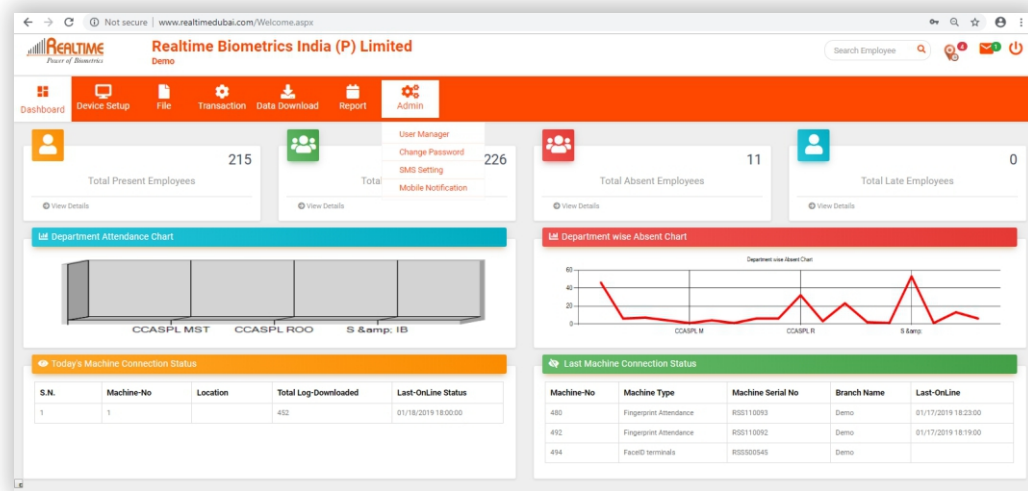 Not secure | www.realtimedubai.com/Welcome.aspx
REALTIME
Power of Biometrics
Realtime Biometrics India (P) Limited
Demo
Search Employee
4
1
Dashboard
Device Setup
File
Transaction
Data Download
Report
Admin
User Manager
Change Password
SMS Setting
Mobile Notification
215
Total Present Employees
View Details
226
Total
View Details
11
Total Absent Employees
View Details
0
Total Late Employees
View Details
Department Attendance Chart
CCASPL MST CCASPL ROO S &amp; IB
Department wise Absent Chart
Department wise Absent Chart
60
40
20
0
CCASPL M CCASPL R S &amp;
Today's Machine Connection Status
S.N. Machine-No Location Total Log-Downloaded Last-OnLine Status
1 1 452 01/18/2019 18:00:00
Last Machine Connection Status
Machine-No Machine Type Machine Serial No Branch Name Last-OnLine
480 Fingerprint Attendance RSS110093 Demo 01/17/2019 18:23:00
492 Fingerprint Attendance RSS110092 Demo 01/17/2019 18:19:00
494 FaceID terminals RSS500545 Demo